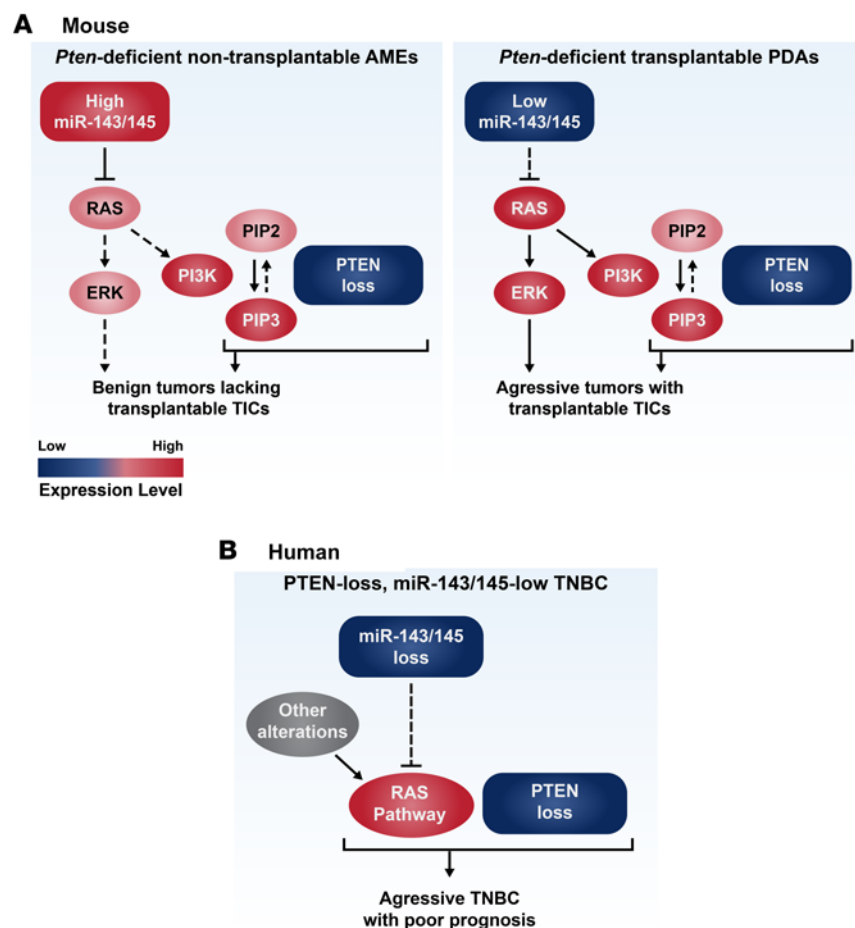 A Mouse
Pten-deficient non-transplantable AMEs
High
miR-143/145
RAS
ERK
PI3K
PIP2
PIP3
PTEN
loss
Benign tumors lacking
transplantable TICs
Low High
Expression Level
Pten-deficient transplantable PDAs
Low
miR-143/145
RAS
ERK
PI3K
PIP2
PIP3
PTEN
loss
Agressive tumors with
transplantable TICs
B Human
PTEN-loss, miR-143/145-low TNBC
miR-143/145
loss
Other
alterations
RAS
Pathway
PTEN
loss
Agressive TNBC
with poor prognosis